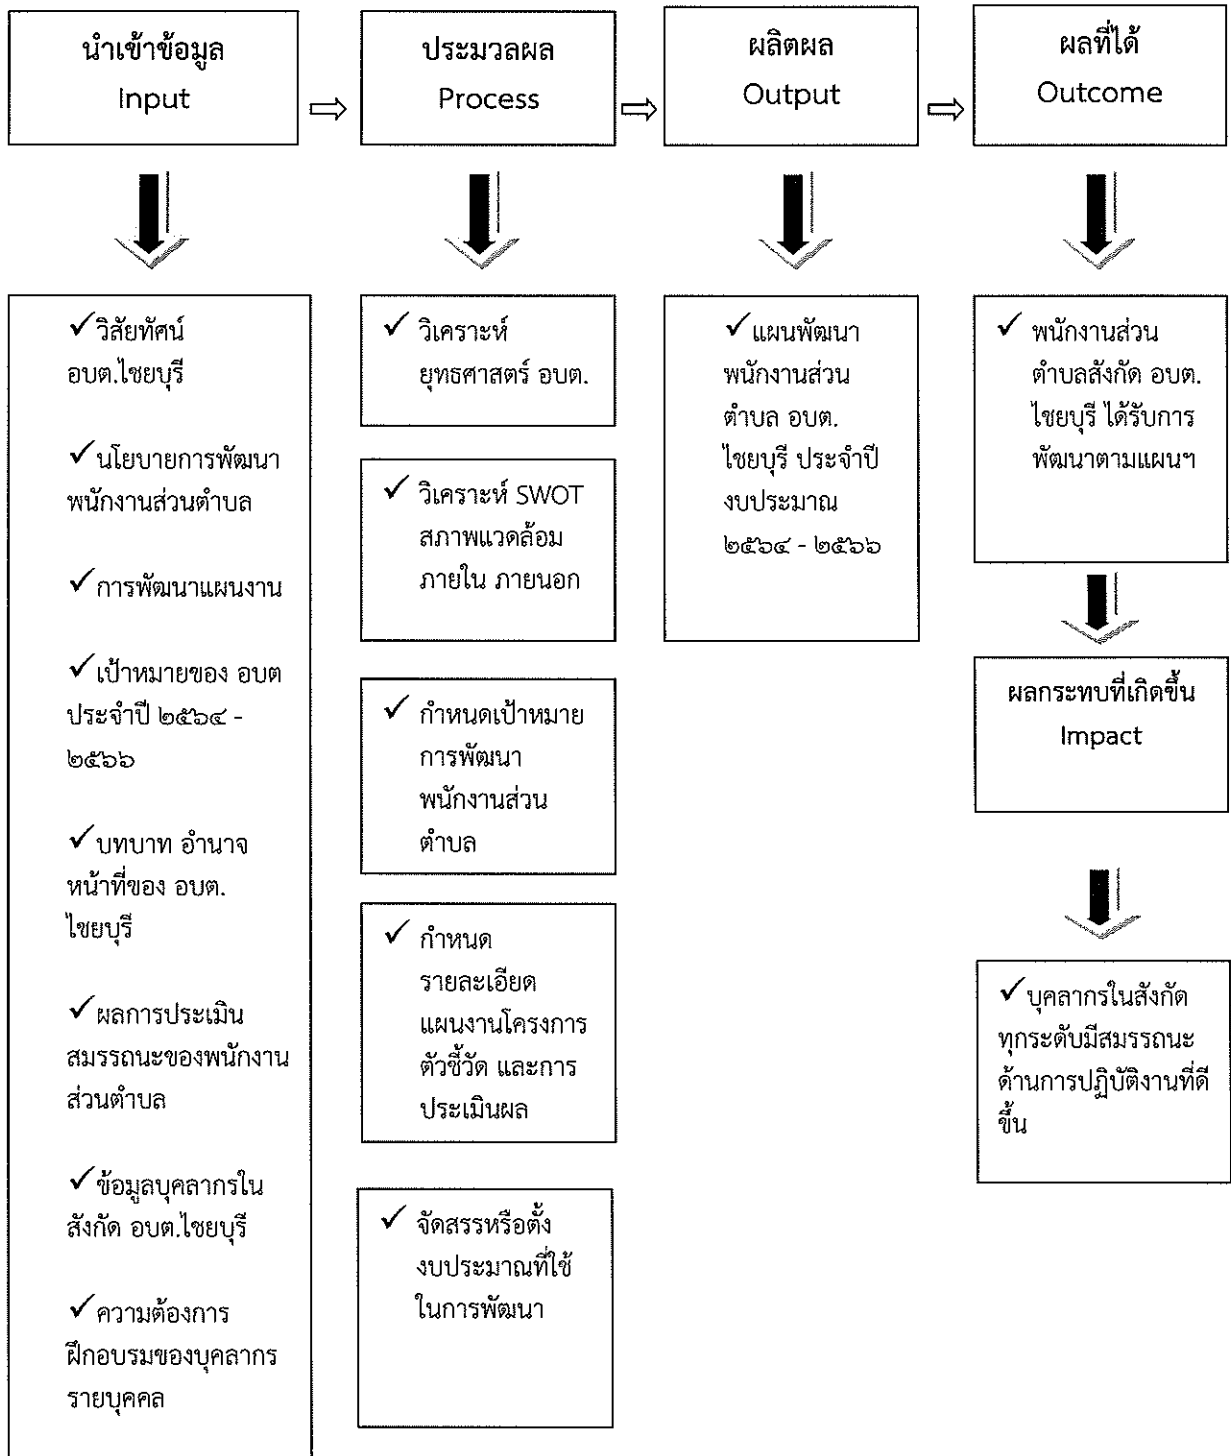 นำเข้าข้อมูล
Input
ประมวลผล
Process
ผลิตผล
Output
ผลที่ได้
Outcome
✓วิสัยทัศน์
อบต.ไชยบุรี
✓นโยบายการพัฒนา
พนักงานส่วนตำบล
✓การพัฒนาแผนงาน
✓เป้าหมายของ อบต
ประจำปี ๒๕๖๔ -
๒๕๖๖
✓บทบาท อำนาจ
หน้าที่ของ อบต.
ไชยบุรี
✓ผลการประเมิน
สมรรถนะของพนักงาน
ส่วนตำบล
✓ข้อมูลบุคลากรใน
สังกัด อบต.ไชยบุรี
✓ความต้องการ
ฝึกอบรมของบุคลากร
รายบุคคล
✓ วิเคราะห์
ยุทธศาสตร์ อบต.
✓ วิเคราะห์ SWOT
สภาพแวดล้อม
ภายใน ภายนอก
✓ กำหนดเป้าหมาย
การพัฒนา
พนักงานส่วน
ตำบล
✓ กำหนด
รายละเอียด
แผนงานโครงการ
ตัวชี้วัด และการ
ประเมินผล
✓ จัดสรรหรือตั้ง
งบประมาณที่ใช้
ในการพัฒนา
✓แผนพัฒนา
พนักงานส่วน
ตำบล อบต.
ไชยบุรี ประจำปี
งบประมาณ
๒๕๖๔ - ๒๕๖๖
✓ พนักงานส่วน
ตำบลสังกัด อบต.
ไชยบุรี ได้รับการ
พัฒนาตามแผนฯ
ผลกระทบที่เกิดขึ้น
Impact
✓บุคลากรในสังกัด
ทุกระดับมีสมรรถนะ
ด้านการปฏิบัติงานที่ดี
ขึ้น